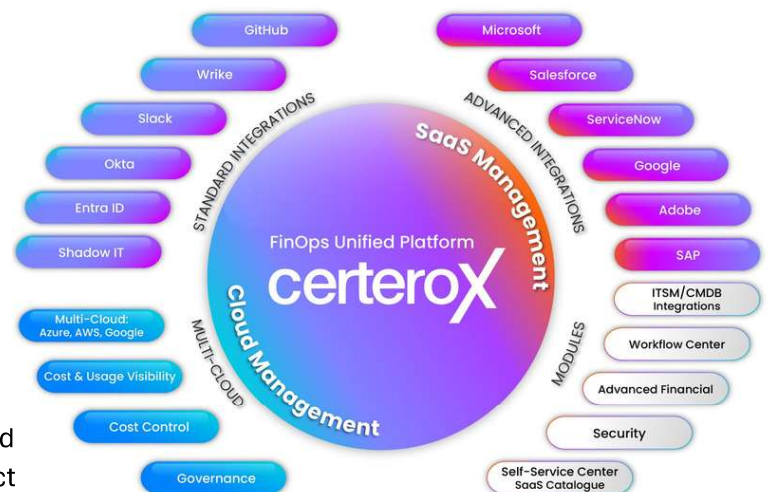 GitHub
Wrike
Slack
Okta
Entra ID
Shadow IT
STANDARD INTEGRATIONS
Microsoft
Salesforce
ServiceNow
Google
Adobe
SAP
ADVANCED INTEGRATIONS
SaaS Management
FinOps Unified Platform
certerox
Cloud Management
Multi-Cloud:
Azure, AWS, Google
Cost & Usage Visibility
Cost Control
Governance
MULTI-CLOUD
ITSM/CMDB
Integrations
Workflow Center
Advanced Financial
Security
Self-Service Center
SaaS Catalogue
MODULES